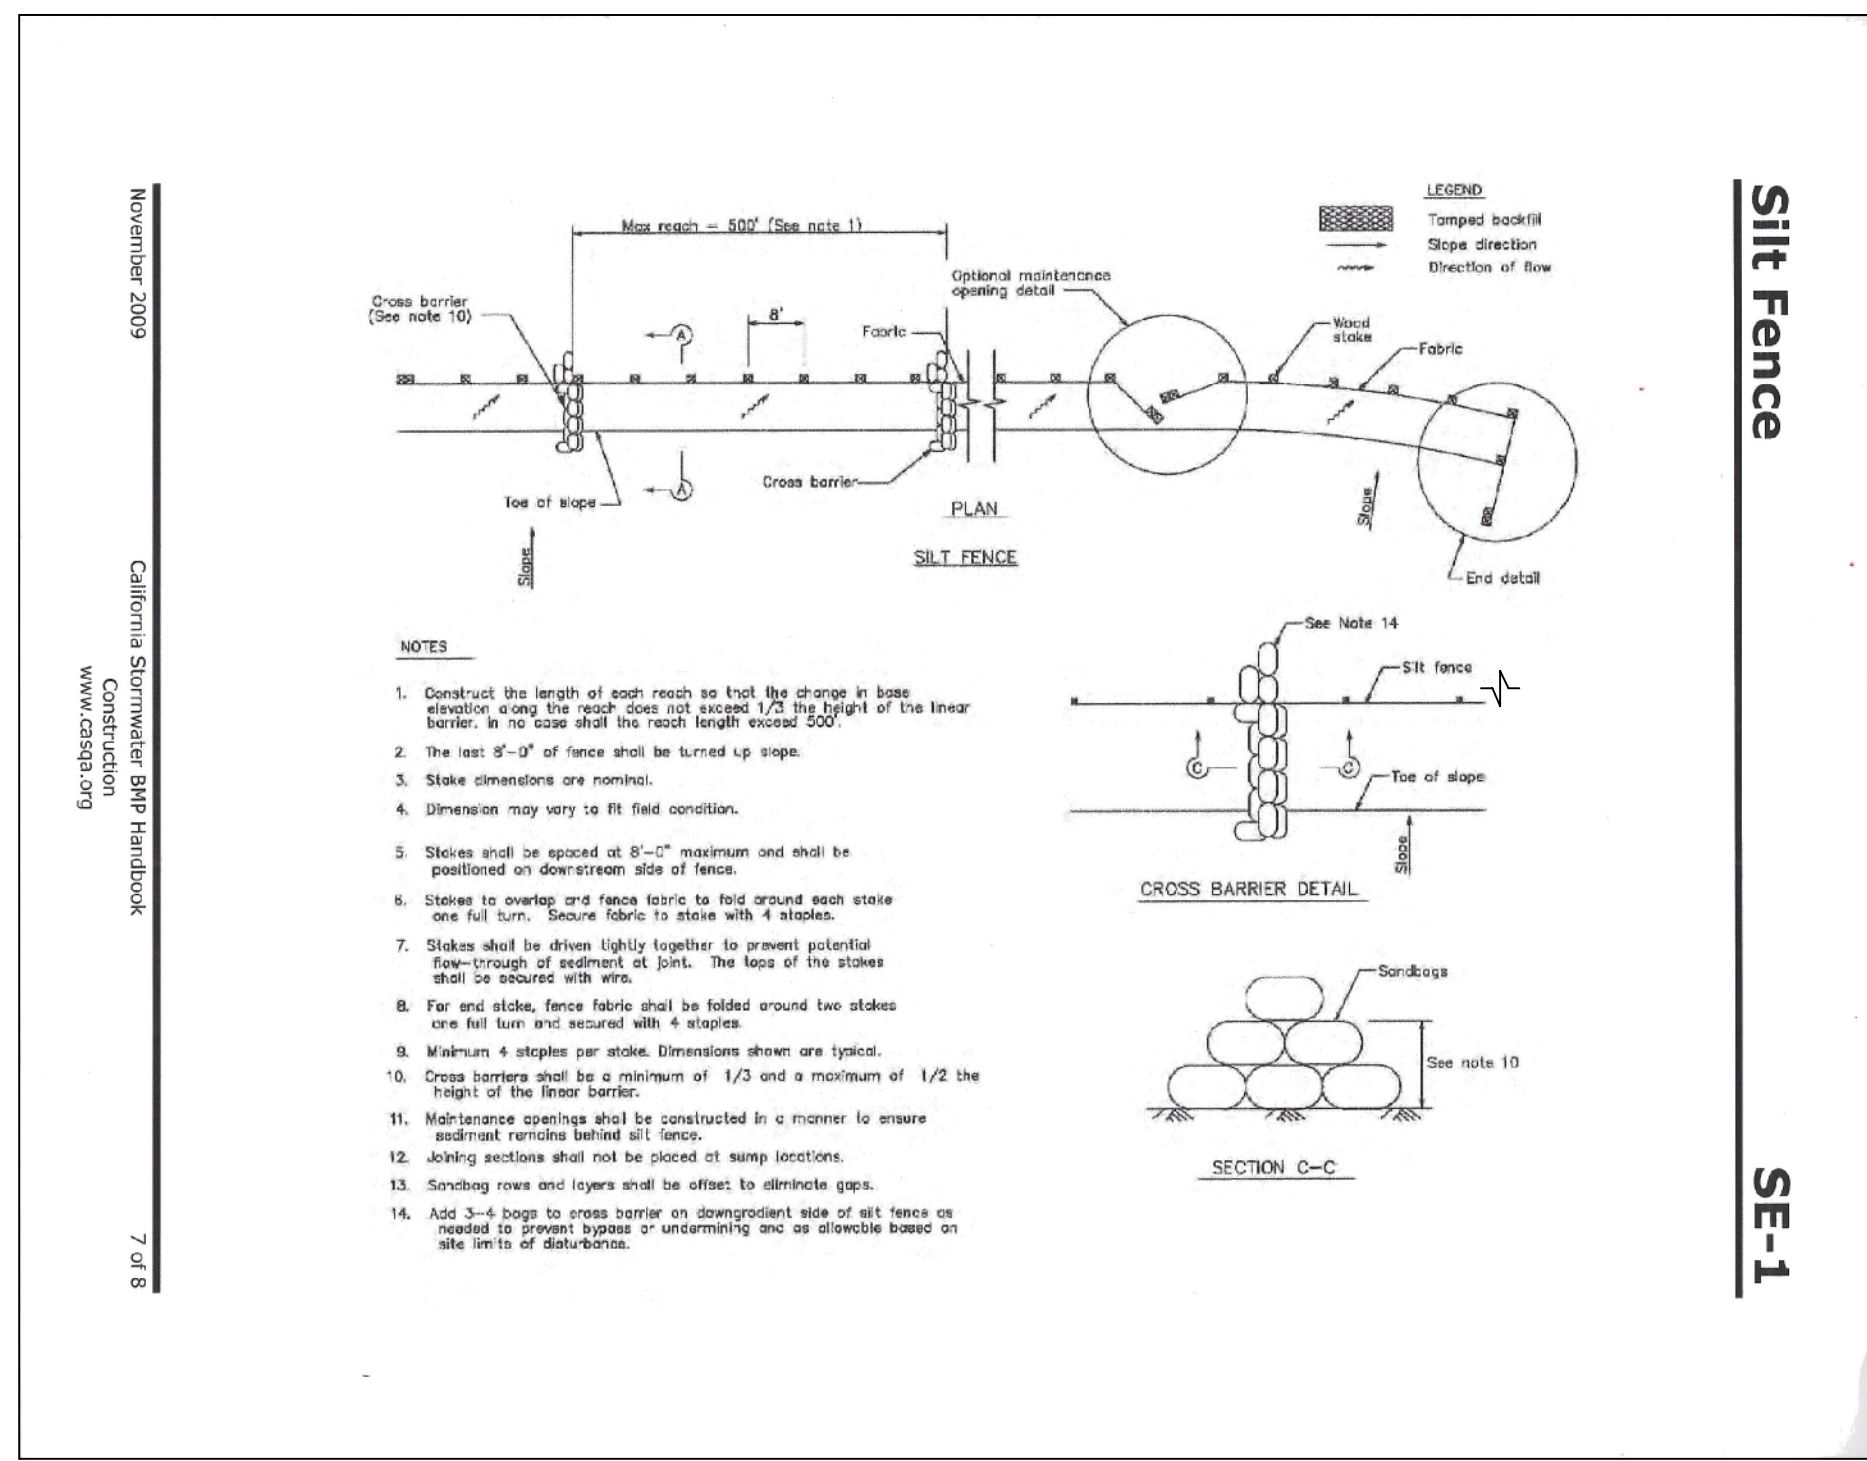 Silt Fence
SE-1
LEGEND
Tamped backfill
Slope direction
Direction of flow
Max reach = 500' (See note 1)
Optional maintenance
opening detail
Cross barrier
(See note 10)
8'
A
Fabric
Wood
stake
Fabric
Toe of slope
A
Cross barrier
PLAN
SILT FENCE
Slope
Slope
End detail
NOTES
1. Construct the length of each reach so that the change in base
elevation along the reach does not exceed 1/3 the height of the linear
barrier. In no case shall the reach length exceed 500'.
2. The last 8'-0" of fence shall be turned up slope.
3. Stake dimensions are nominal.
4. Dimension may vary to fit field condition.
5. Stakes shall be spaced at 8'-0" maximum and shall be
positioned on downstream side of fence.
6. Stakes to overlap and fence fabric to fold around each stake
one full turn. Secure fabric to stake with 4 staples.
7. Stakes shall be driven tightly together to prevent potential
flow-through of sediment at joint. The tops of the stakes
shall be secured with wire.
8. For end stake, fence fabric shall be folded around two stakes
one full turn and secured with 4 staples.
9. Minimum 4 staples per stake. Dimensions shown are typical.
10. Cross barriers shall be a minimum of 1/3 and a maximum of 1/2 the
height of the linear barrier.
11. Maintenance openings shall be constructed in a manner to ensure
sediment remains behind silt fence.
12. Joining sections shall not be placed at sump locations.
13. Sandbag rows and layers shall be offset to eliminate gaps.
14. Add 3-4 bags to cross barrier on downgradient side of silt fence as
needed to prevent bypass or undermining and as allowable based on
site limits of disturbance.
See Note 14
Silt fence
C
C
Toe of slope
Slope
CROSS BARRIER DETAIL
Sandbags
See note 10
SECTION C-C
November 2009
California Stormwater BMP Handbook
Construction
www.casqa.org
7 of 8